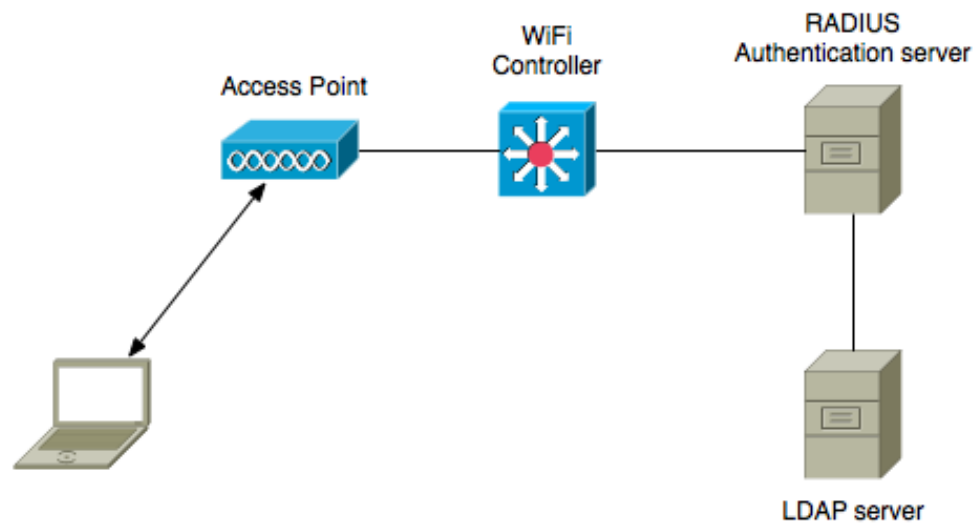 RADIUS
Authentication server
WiFi
Controller
Access Point
LDAP server